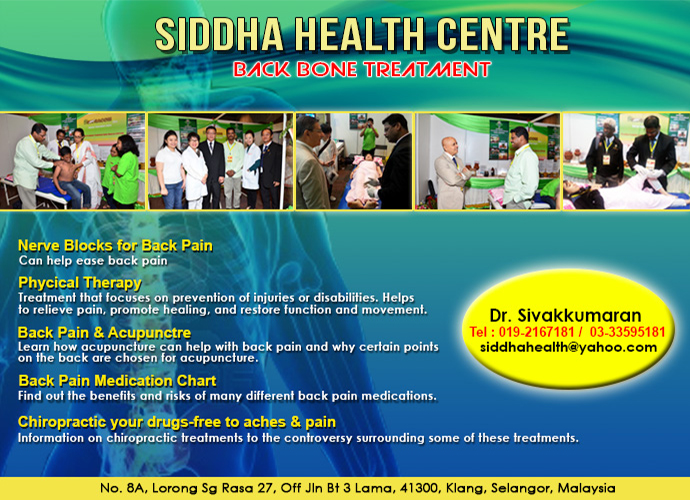 SIDDHA HEALTH CENTRE
BACK BONE TREATMENT
Nerve Blocks for Back Pain
Can help ease back pain
Phycical Therapy
Treatment that focuses on prevention of injuries or disabilities. Helps
to relieve pain, promote healing, and restore function and movement.
Back Pain & Acupunctre
Learn how acupuncture can help with back pain and why certain points
on the back are chosen for acupuncture.
Back Pain Medication Chart
Find out the benefits and risks of many different back pain medications.
Chiropractic your drugs-free to aches & pain
Information on chiropractic treatments to the controversy surrounding some of these treatments.
Dr. Sivakkumaran
Tel : 019-2167181 / 03-33595181
siddhahealth@yahoo.com
No. 8A, Lorong Sg Rasa 27, Off Jln Bt 3 Lama, 41300, Klang, Selangor, Malaysia